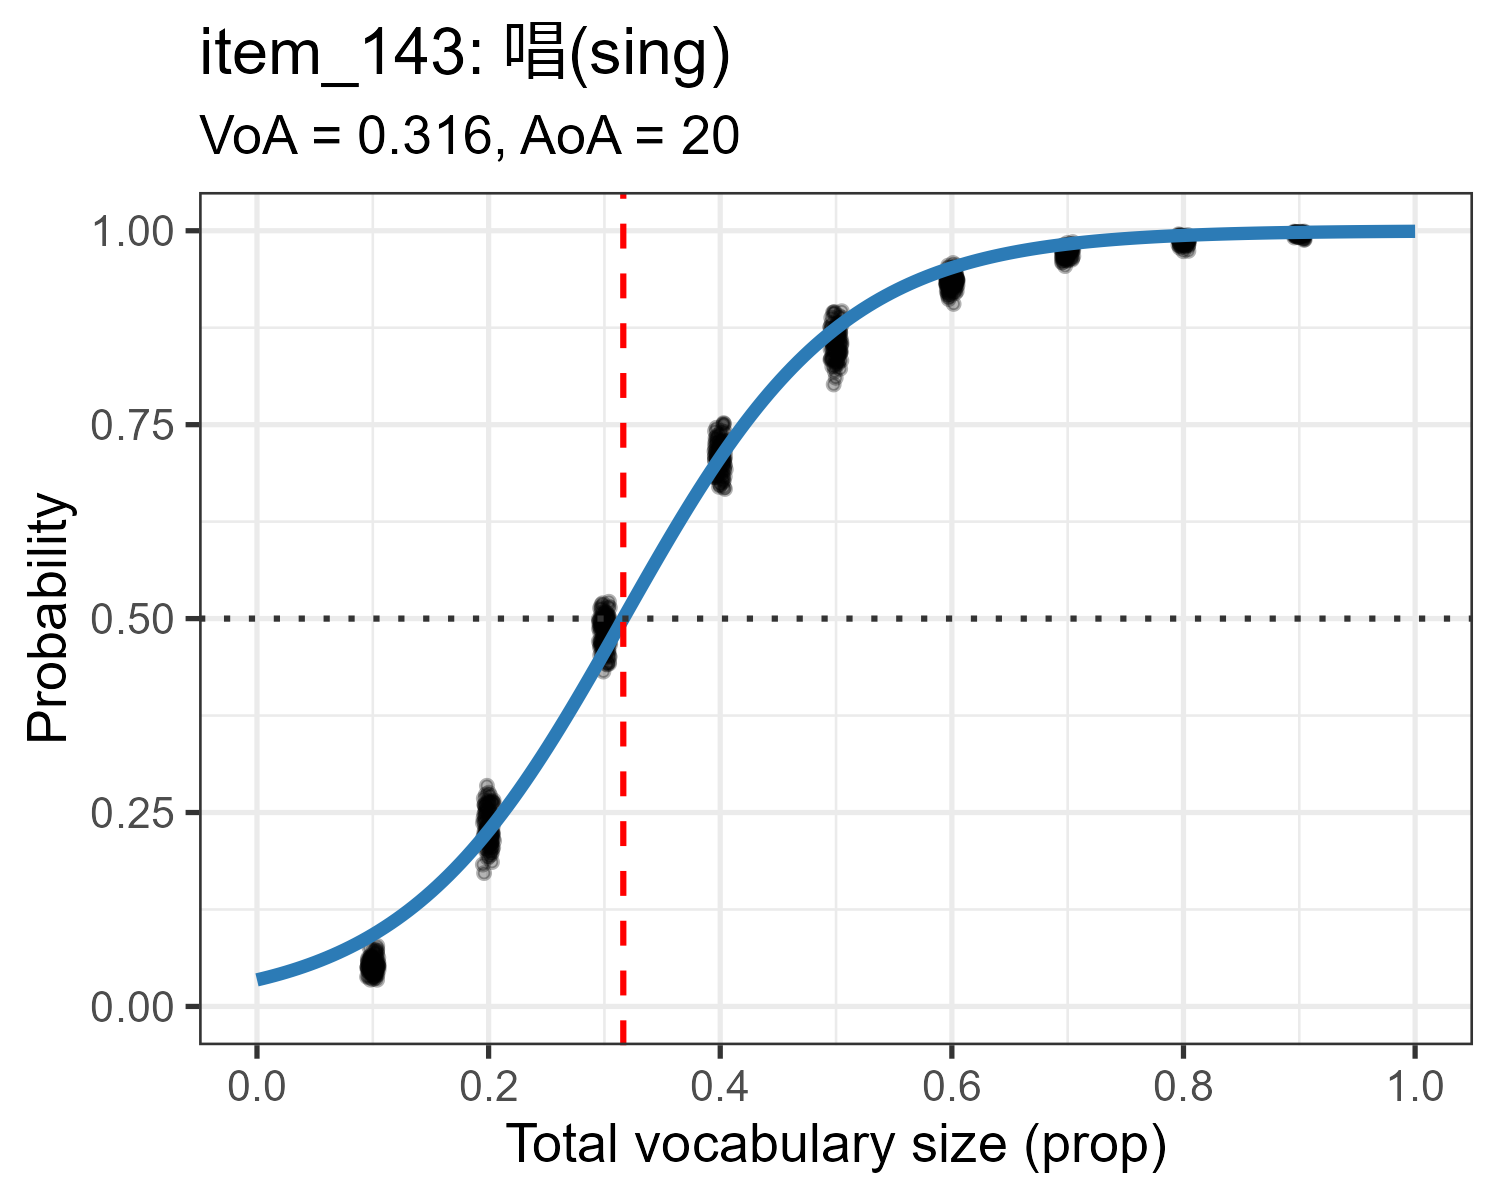 item_143: 唱(sing)
VoA = 0.316, AoA = 20
1.00
0.75
0.50
0.25
0.00
Probability
0.0 0.2 0.4 0.6 0.8 1.0
Total vocabulary size (prop)